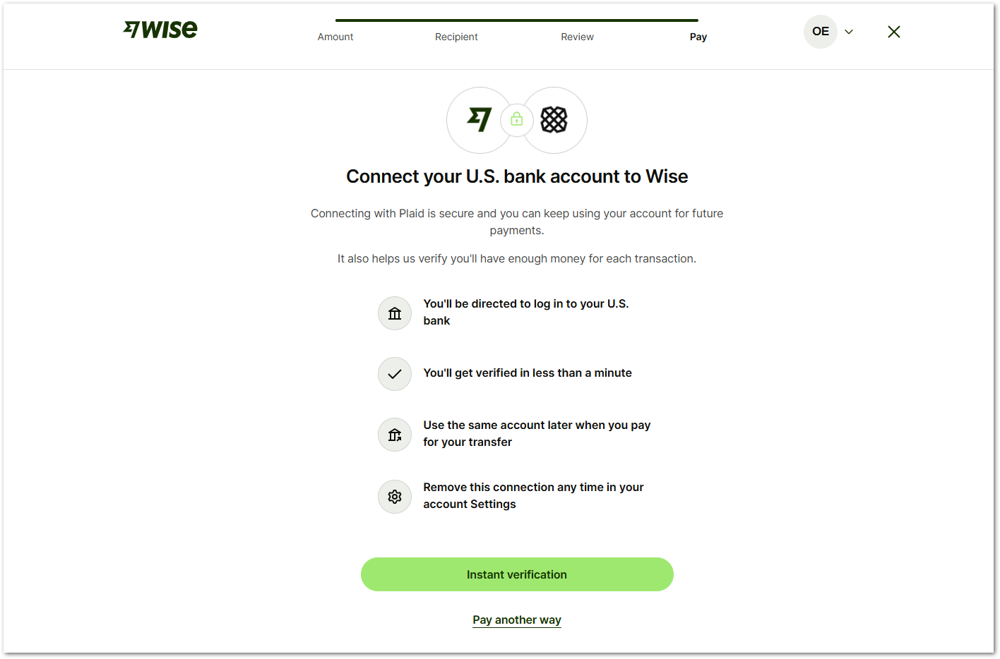 WISE
Amount
Recipient
Review
Pay
OE
Connect your U.S. bank account to Wise
Connecting with Plaid is secure and you can keep using your account for future
payments.
It also helps us verify you'll have enough money for each transaction.
You'll be directed to log in to your U.S.
bank
You'll get verified in less than a minute
Use the same account later when you pay
for your transfer
Remove this connection any time in your
account Settings
Instant verification
Pay another way